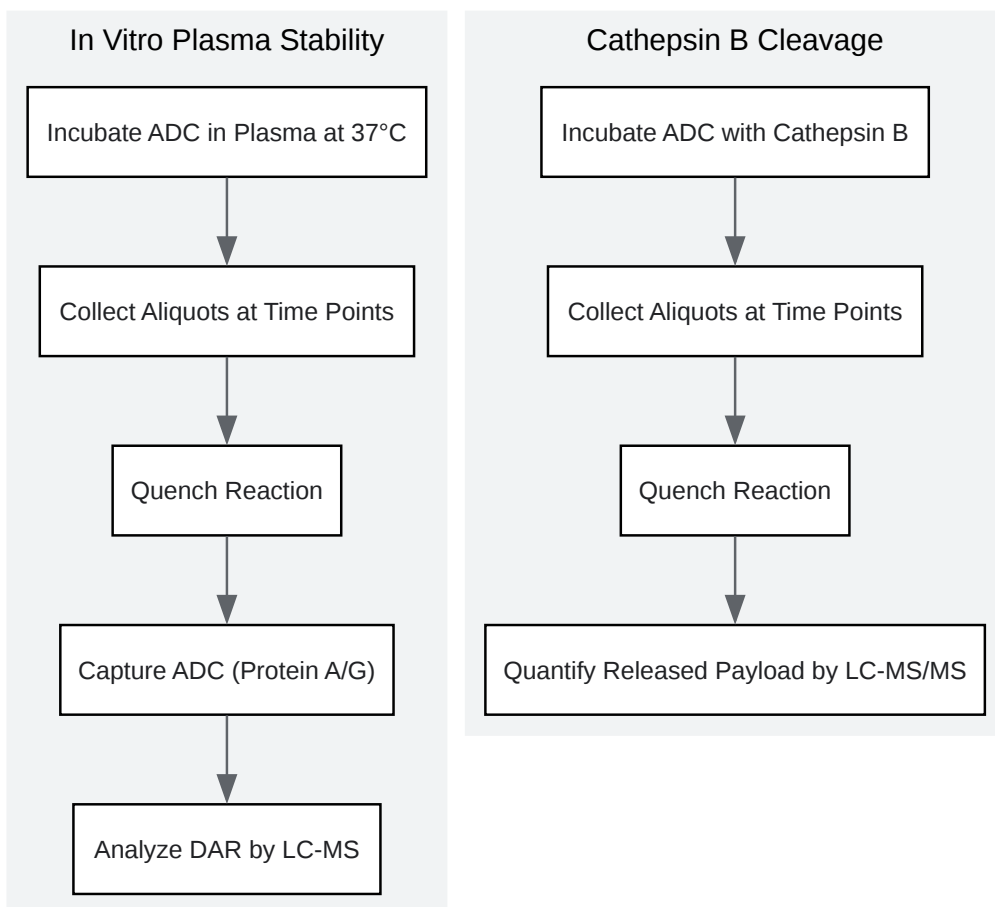 In Vitro Plasma Stability
Incubate ADC in Plasma at 37°C
Collect Aliquots at Time Points
Quench Reaction
Capture ADC (Protein A/G)
Analyze DAR by LC-MS
Cathepsin B Cleavage
Incubate ADC with Cathepsin B
Collect Aliquots at Time Points
Quench Reaction
Quantify Released Payload by LC-MS/MS